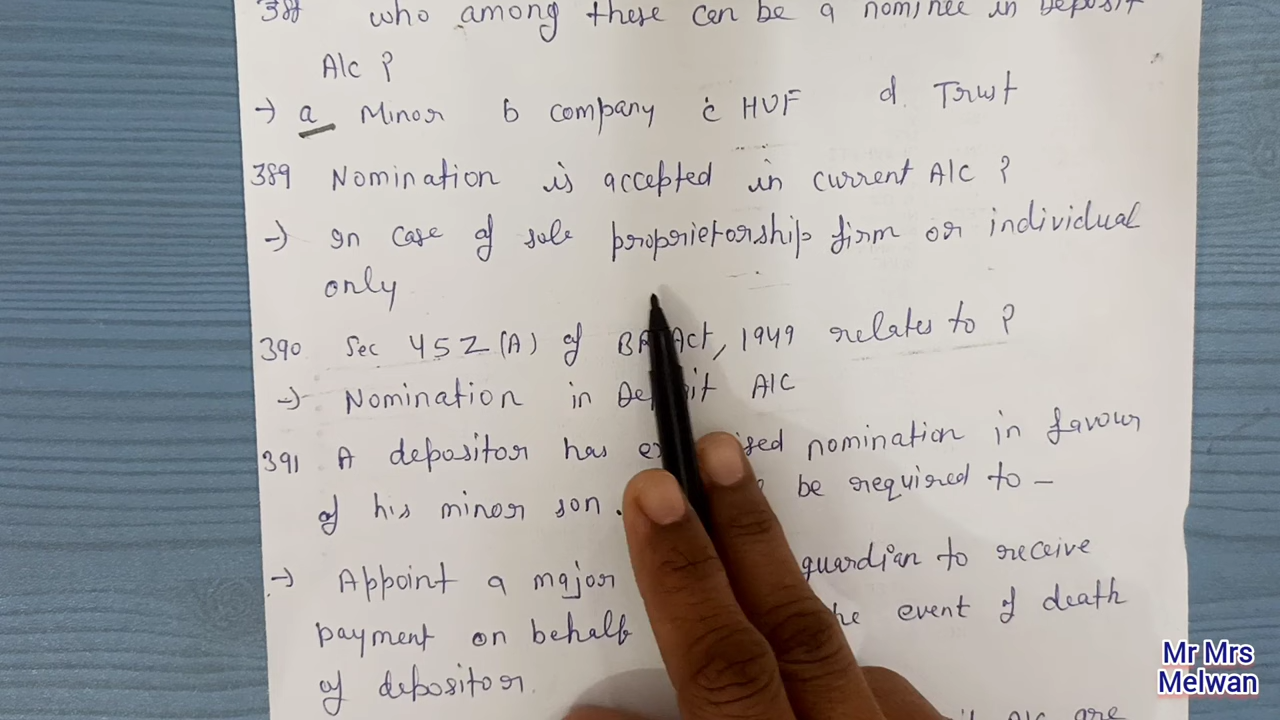 388 who among these can be a nominee in Deposit
A/c ?
→ a Minor b company c HUF d. Trust
389 Nomination is accepted in current A/c ?
→ In case of sole proprietorship firm or individual
only
390 Sec 45Z(A) of Act, 1949 relates to ?
→ Nomination in A/C
391 A depositor has nomination in favour
of his minor son. be required to -
→ Appoint a major guardian to receive
payment on behalf event of death
of depositor.
A/c are
Mr Mrs
Melwan